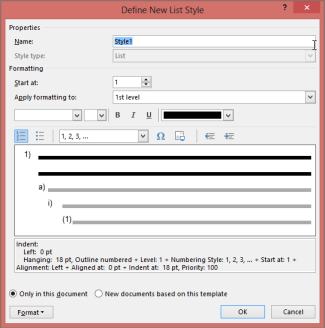 Define New List Style
?
Properties
Name:
Style1
Style type:
List
Formatting
Start at:
1
Apply formatting to:
1st level
B I U
1, 2, 3, ...
Ω
1)
a)
i)
(1)
Indent:
Left: 0 pt
Hanging: 18 pt, Outline numbered + Level: 1 + Numbering Style: 1, 2, 3, ... + Start at: 1 +
Alignment: Left + Aligned at: 0 pt + Indent at: 18 pt, Priority: 100
Only in this document
New documents based on this template
Format
OK
Cancel